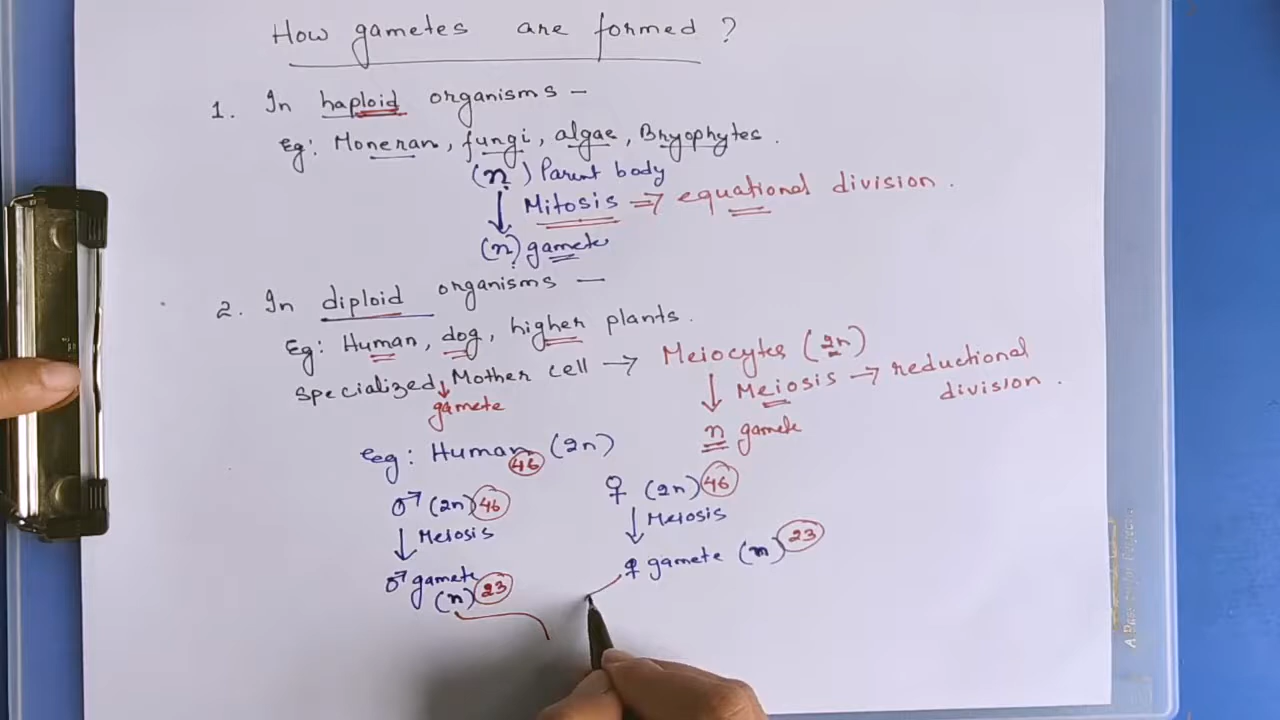 How gametes are formed ?
1. In haploid organisms –
Eg: Moneran, fungi, algae, Bryophytes.
(n) Parent body
↓ Mitosis ⇒ equational division.
(n) gamete
2. In diploid organisms –
Eg: Human, dog, higher plants.
specialized Mother cell → Meiocytes (2n)
↓ gamete
↓ Meiosis → reductional division.
n gamete
Eg: Human (2n)
46
♂ (2n) 46
↓ Meiosis
♂ gamete
(n) 23
♀ (2n) 46
↓ Meiosis
♀ gamete (n) 23